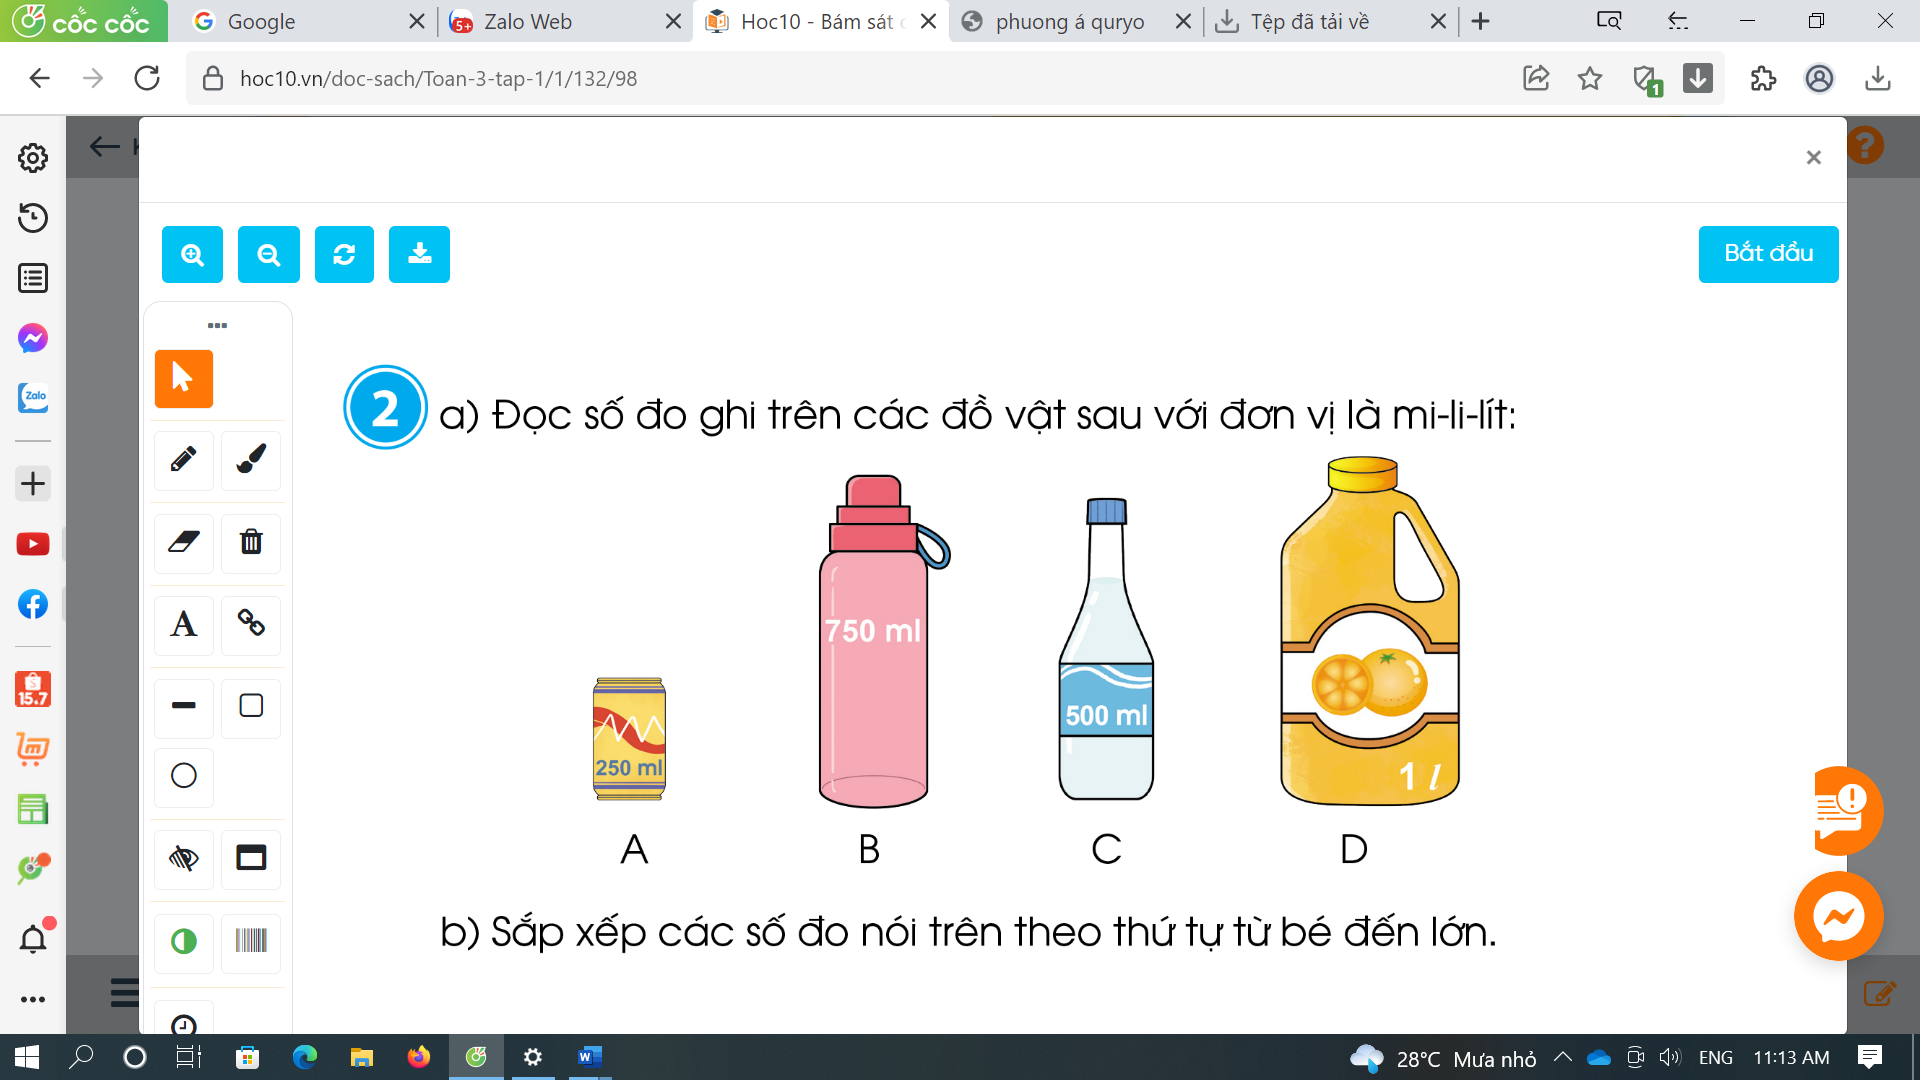 cốc cốc
Google
5+
Zalo Web
Hoc10 - Bám sát
phuong á quryo
Tệp đã tải về
hoc10.vn/doc-sach/Toan-3-tap-1/1/132/98
1
?
×
Bắt đầu
2
a) Đọc số đo ghi trên các đồ vật sau với đơn vị là mi-li-lít:
Zalo
A
15.7
750 ml
500 ml
250 ml
1 l
A B C D
b) Sắp xếp các số đo nói trên theo thứ tự từ bé đến lớn.
28°C Mưa nhỏ
ENG
11:13 AM